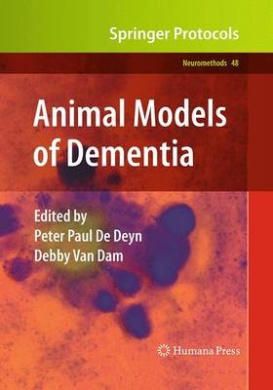 Springer Protocols
Neuromethods 48
Animal Models
of Dementia
Edited by
Peter Paul De Deyn
Debby Van Dam
Humana Press